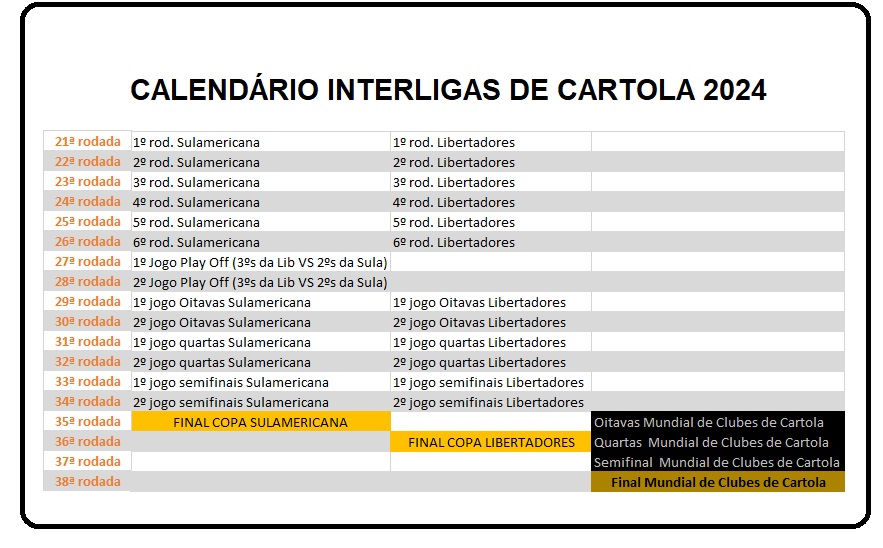 CALENDÁRIO INTERLIGAS DE CARTOLA 2024
21ª rodada 1º rod. Sulamericana 1º rod. Libertadores
22ª rodada 2º rod. Sulamericana 2º rod. Libertadores
23ª rodada 3º rod. Sulamericana 3º rod. Libertadores
24ª rodada 4º rod. Sulamericana 4º rod. Libertadores
25ª rodada 5º rod. Sulamericana 5º rod. Libertadores
26ª rodada 6º rod. Sulamericana 6º rod. Libertadores
27ª rodada 1º Jogo Play Off (3ºs da Lib VS 2ºs da Sula)
28ª rodada 2º Jogo Play Off (3ºs da Lib VS 2ºs da Sula)
29ª rodada 1º jogo Oitavas Sulamericana 1º jogo Oitavas Libertadores
30ª rodada 2º jogo Oitavas Sulamericana 2º jogo Oitavas Libertadores
31ª rodada 1º jogo quartas Sulamericana 1º jogo quartas Libertadores
32ª rodada 2º jogo quartas Sulamericana 2º jogo quartas Libertadores
33ª rodada 1º jogo semifinais Sulamericana 1º jogo semifinais Libertadores
34ª rodada 2º jogo semifinais Sulamericana 2º jogo semifinais Libertadores
35ª rodada FINAL COPA SULAMERICANA Oitavas Mundial de Clubes de Cartola
36ª rodada FINAL COPA LIBERTADORES Quartas Mundial de Clubes de Cartola
37ª rodada Semifinal Mundial de Clubes de Cartola
38ª rodada Final Mundial de Clubes de Cartola